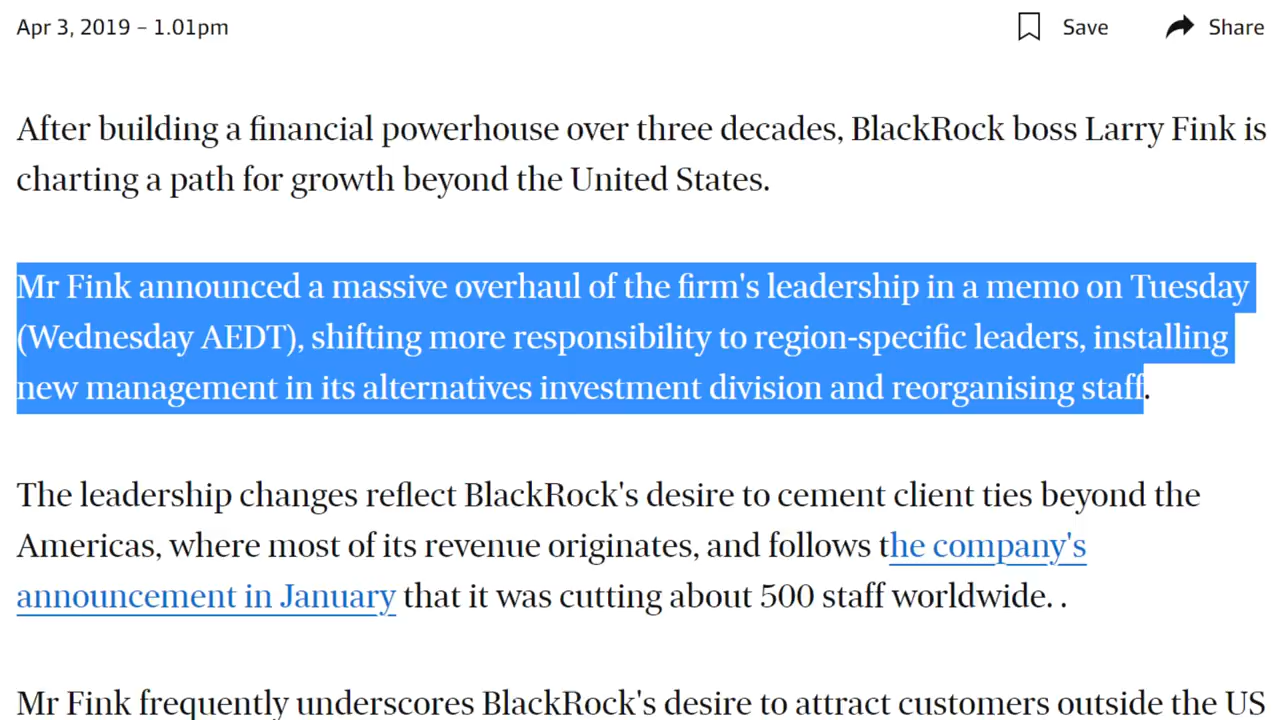 Apr 3, 2019 – 1.01pm
Save
Share
After building a financial powerhouse over three decades, BlackRock boss Larry Fink is
charting a path for growth beyond the United States.
Mr Fink announced a massive overhaul of the firm's leadership in a memo on Tuesday
(Wednesday AEDT), shifting more responsibility to region-specific leaders, installing
new management in its alternatives investment division and reorganising staff.
The leadership changes reflect BlackRock's desire to cement client ties beyond the
Americas, where most of its revenue originates, and follows the company's
announcement in January that it was cutting about 500 staff worldwide. .
Mr Fink frequently underscores BlackRock's desire to attract customers outside the US